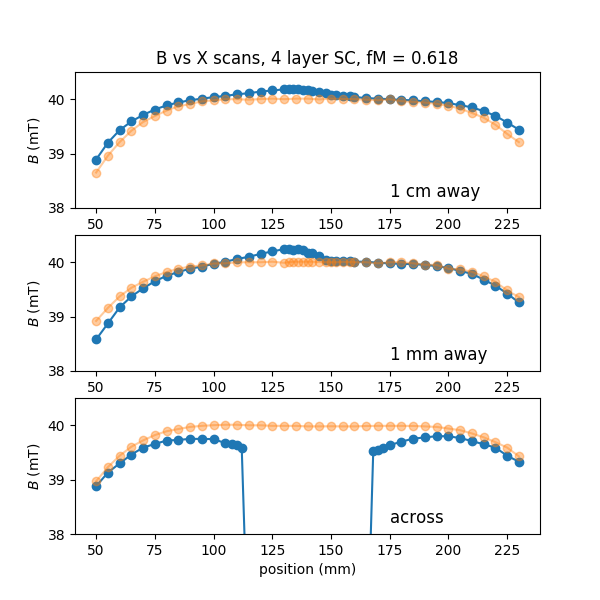 B vs X scans, 4 layer SC, fM = 0.618
40
39
38
B (mT)
1 cm away
50 75 100 125 150 175 200 225
40
39
38
B (mT)
1 mm away
50 75 100 125 150 175 200 225
40
39
38
B (mT)
across
50 75 100 125 150 175 200 225
position (mm)